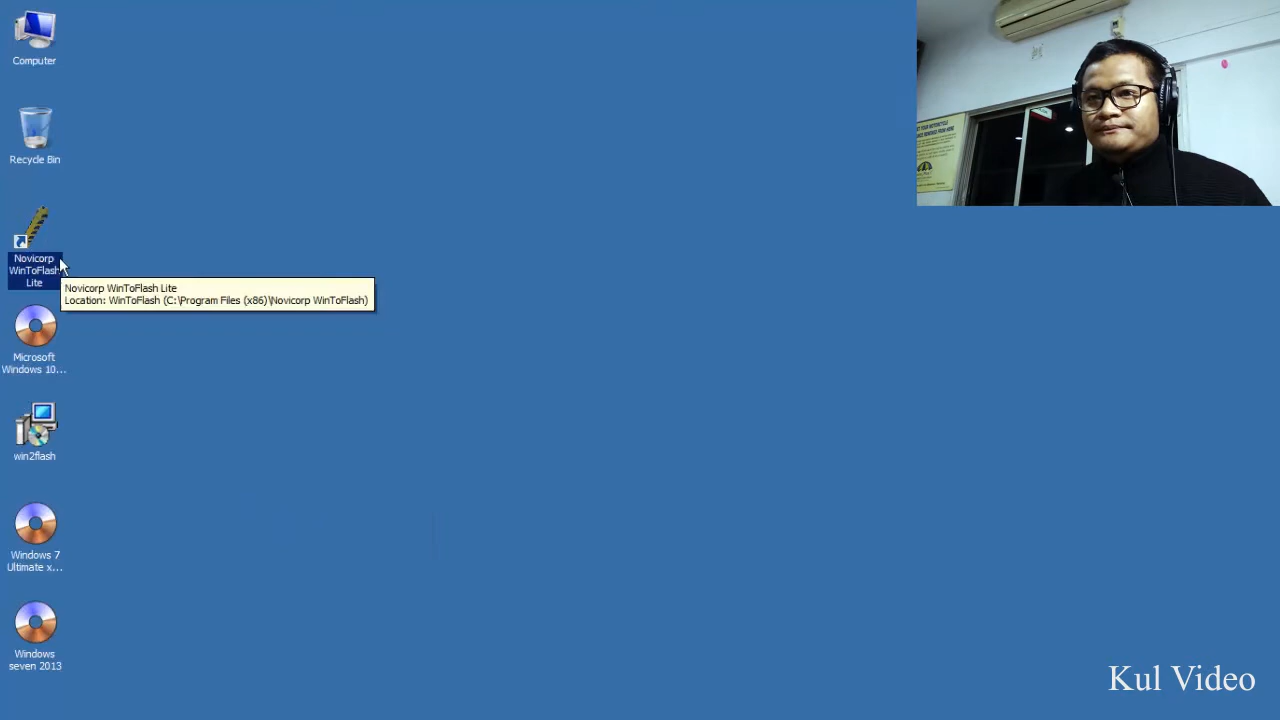 Computer
Recycle Bin
Novicorp
WinToFlash
Lite
Novicorp WinToFlash Lite
Location: WinToFlash (C:\Program Files (x86)\Novicorp WinToFlash)
Microsoft
Windows 10...
win2flash
Windows 7
Ultimate x...
Windows
seven 2013
Kul Video